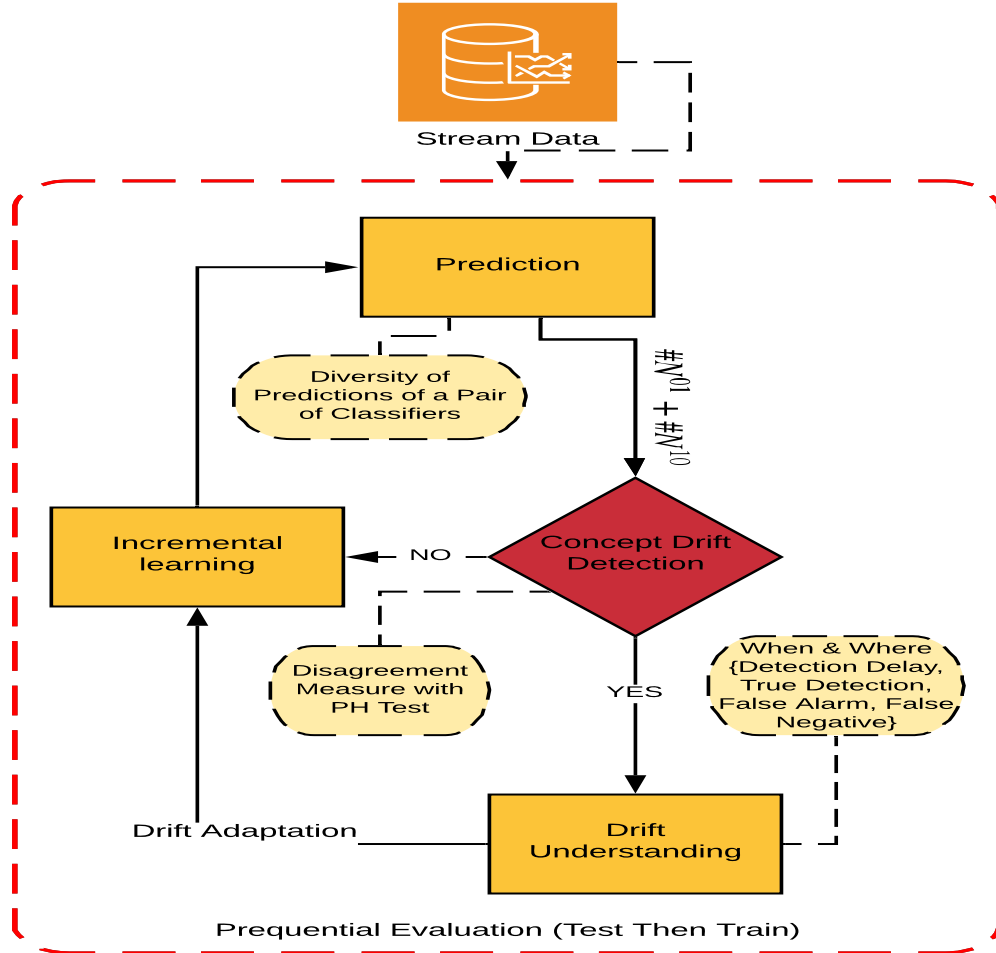 Stream Data
Prediction
Diversity of
Predictions of a Pair
of Classifiers
#N⁰¹ + #N¹⁰
Concept Drift
Detection
NO
Incremental
learning
Disagreement
Measure with
PH Test
YES
When & Where
{Detection Delay,
True Detection,
False Alarm, False
Negative}
Drift Adaptation
Drift
Understanding
Prequential Evaluation (Test Then Train)